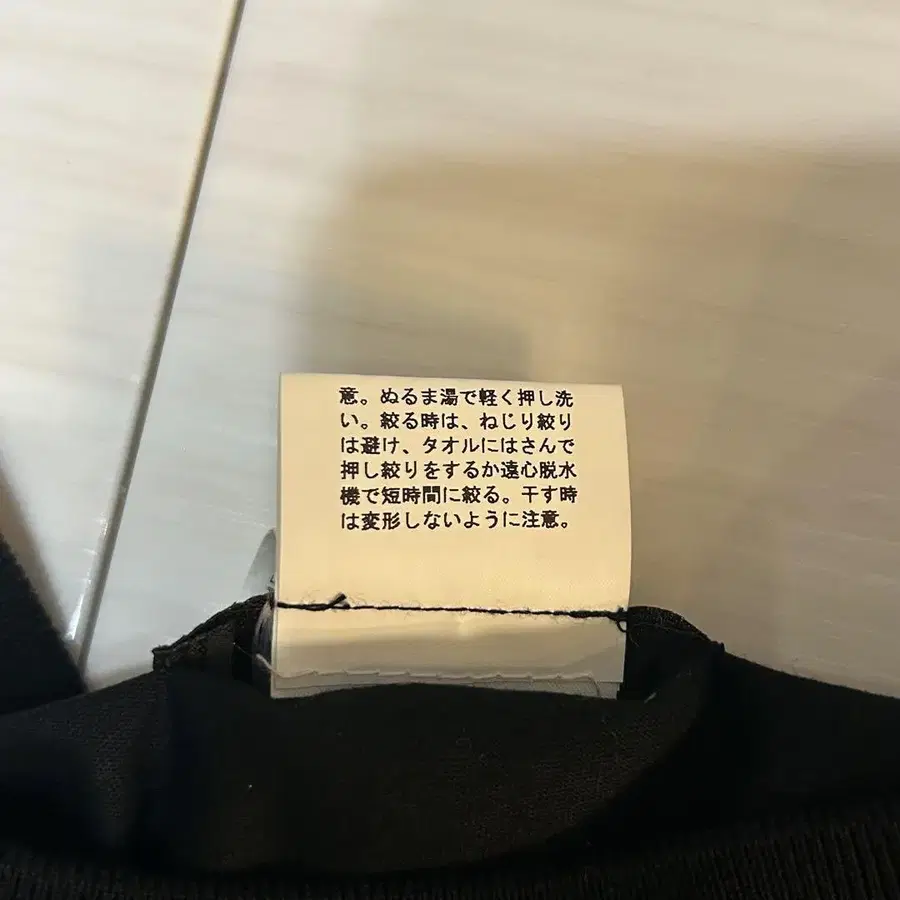 意。ぬるま湯で軽く押し洗
い。絞る時は、ねじり絞り
は避け、タオルにはさんで
押し絞りをするか遠心脱水
機で短時間に絞る。干す時
は変形しないように注意。